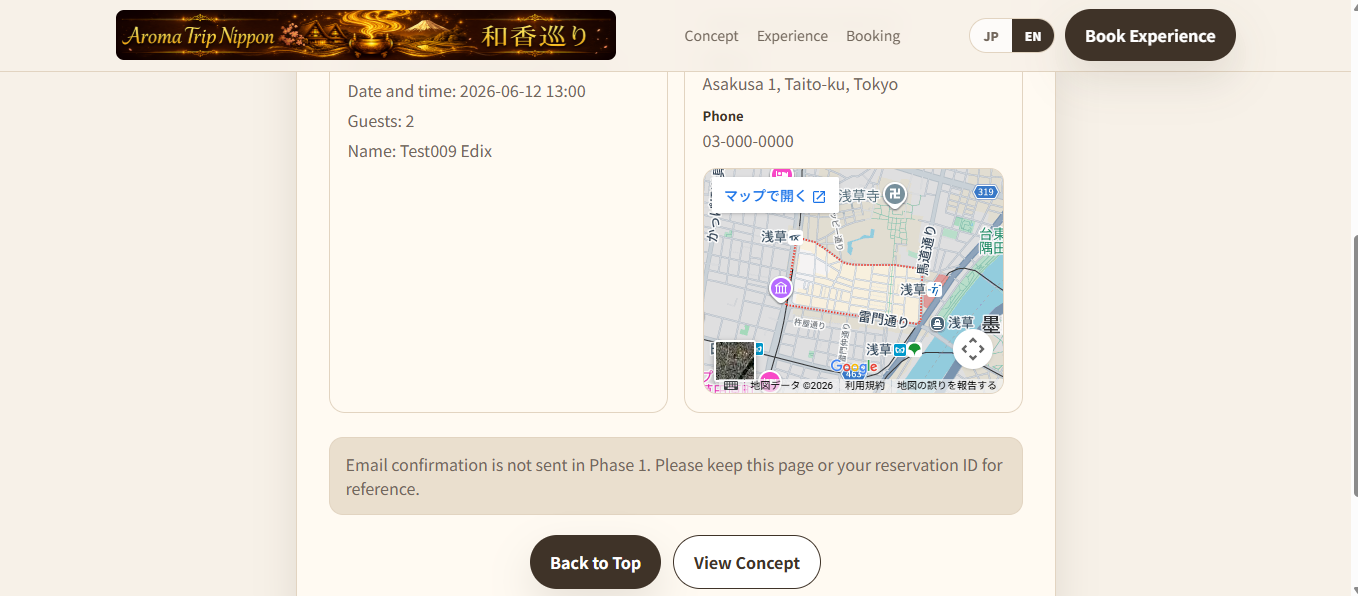 Aroma Trip Nippon 和香巡り
Concept Experience Booking
JP EN
Book Experience
Date and time: 2026-06-12 13:00
Guests: 2
Name: Test009 Edix
Asakusa 1, Taito-ku, Tokyo
Phone
03-000-0000
マップで開く
浅草寺
319
浅草
馬道通り
浅草
雷門通り
浅草
浅草
墨
Google
463
地図データ ©2026 利用規約 地図の誤りを報告する
Email confirmation is not sent in Phase 1. Please keep this page or your reservation ID for
reference.
Back to Top
View Concept